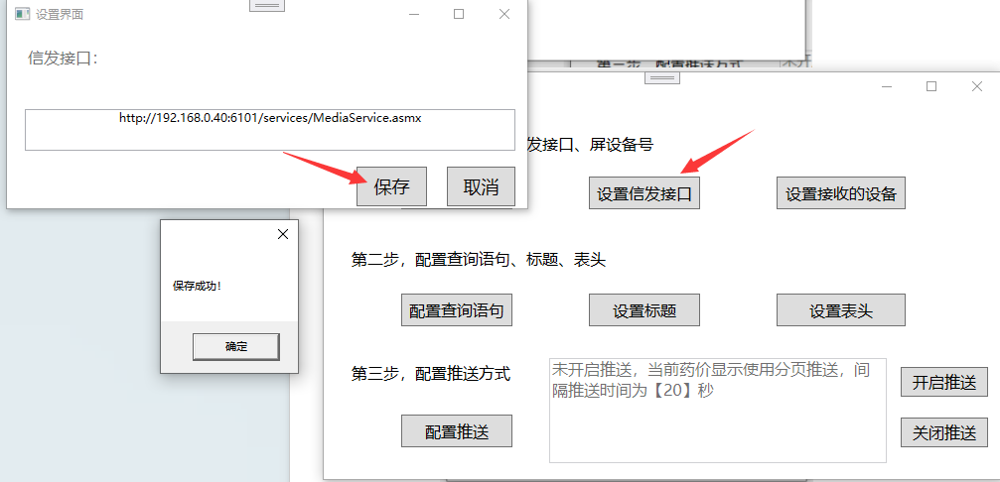 设置界面
信发接口：
http://192.168.0.40:6101/services/MediaService.asmx
保存
取消
发接口、屏设备号
设置信发接口
设置接收的设备
保存成功！
确定
第二步，配置查询语句、标题、表头
配置查询语句
设置标题
设置表头
第三步，配置推送方式
未开启推送，当前药价显示使用分页推送，间
隔推送时间为【20】秒
配置推送
开启推送
关闭推送